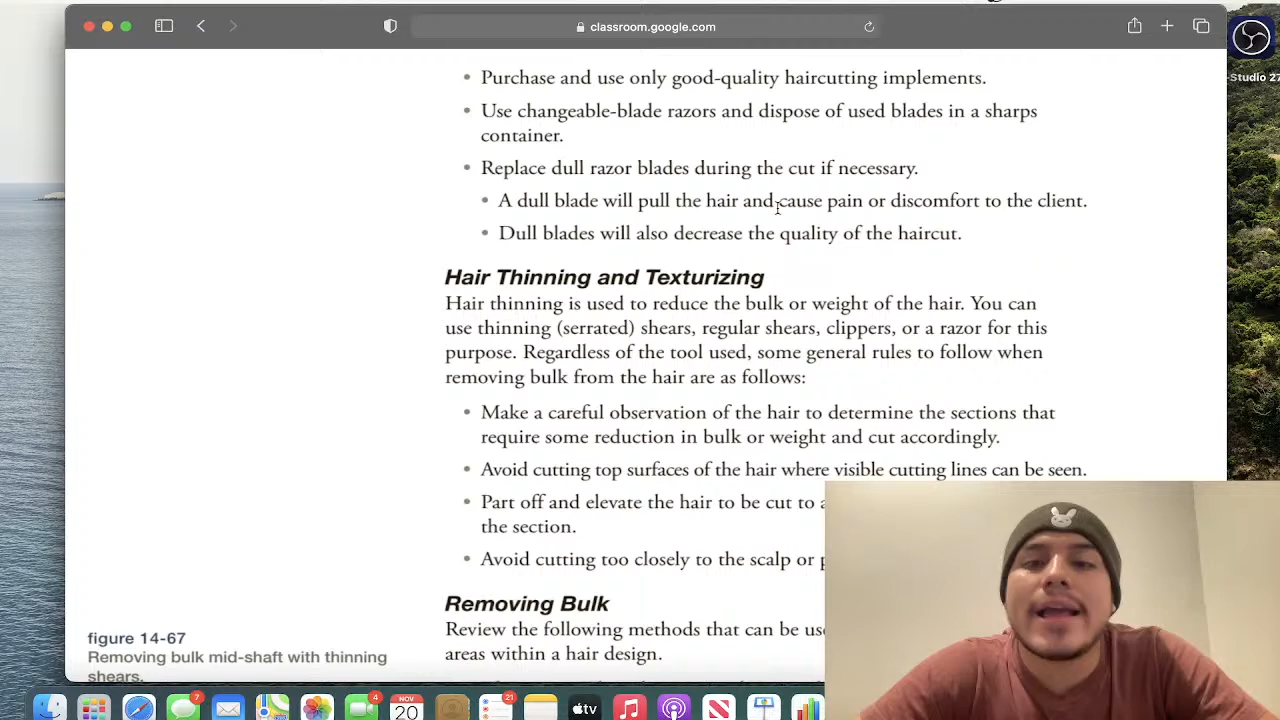 classroom.google.com
-Studio 27
• Purchase and use only good-quality haircutting implements.
• Use changeable-blade razors and dispose of used blades in a sharps
container.
• Replace dull razor blades during the cut if necessary.
• A dull blade will pull the hair and cause pain or discomfort to the client.
• Dull blades will also decrease the quality of the haircut.
Hair Thinning and Texturizing
Hair thinning is used to reduce the bulk or weight of the hair. You can
use thinning (serrated) shears, regular shears, clippers, or a razor for this
purpose. Regardless of the tool used, some general rules to follow when
removing bulk from the hair are as follows:
• Make a careful observation of the hair to determine the sections that
require some reduction in bulk or weight and cut accordingly.
• Avoid cutting top surfaces of the hair where visible cutting lines can be seen.
• Part off and elevate the hair to be cut to a
the section.
• Avoid cutting too closely to the scalp or p
Removing Bulk
Review the following methods that can be us
areas within a hair design.
figure 14-67
Removing bulk mid-shaft with thinning
shears.
7
4
NOV
20
21
tv